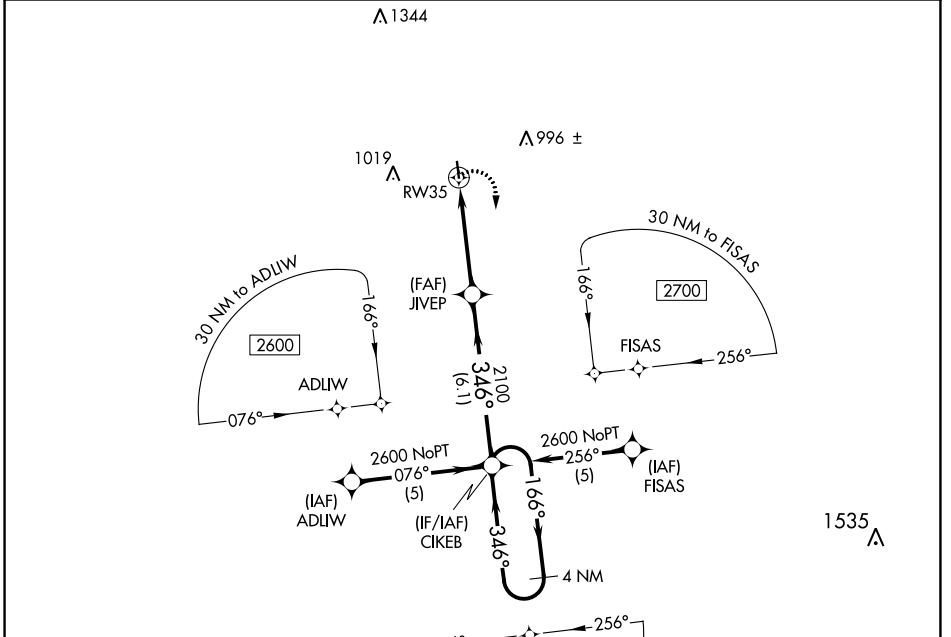 1344
996 ±
1019
RW35
30 NM to ADLIW
166°
2600
ADLIW
076°
30 NM to FISAS
166°
2700
FISAS
256°
(FAF)
JIVEP
2100
346°
(6.1)
2600 NoPT
076°
(5)
(IAF)
ADLIW
2600 NoPT
256°
(5)
(IAF)
FISAS
(IF/IAF)
CIKEB
166°
346°
4 NM
1535
256°